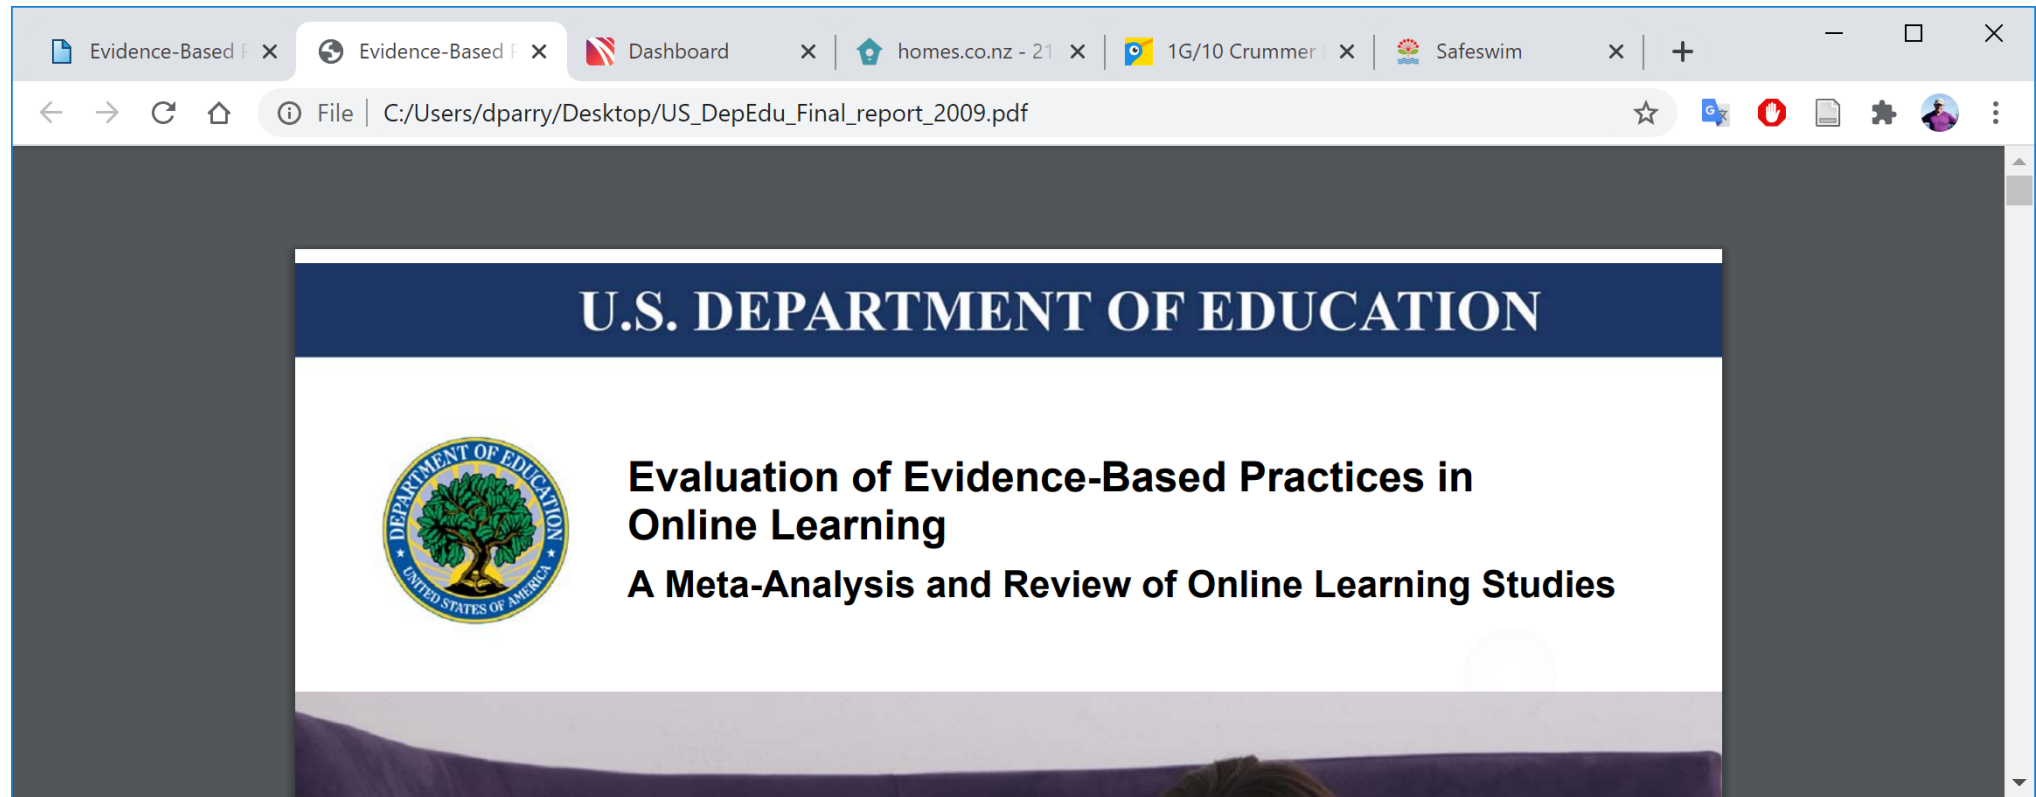 Evidence-Based
Evidence-Based
Dashboard
homes.co.nz - 21
1G/10 Crummer
Safeswim
File
C:/Users/dparry/Desktop/US_DepEdu_Final_report_2009.pdf
U.S. DEPARTMENT OF EDUCATION
DEPARTMENT OF EDUCATION
UNITED STATES OF AMERICA
Evaluation of Evidence-Based Practices in
Online Learning
A Meta-Analysis and Review of Online Learning Studies